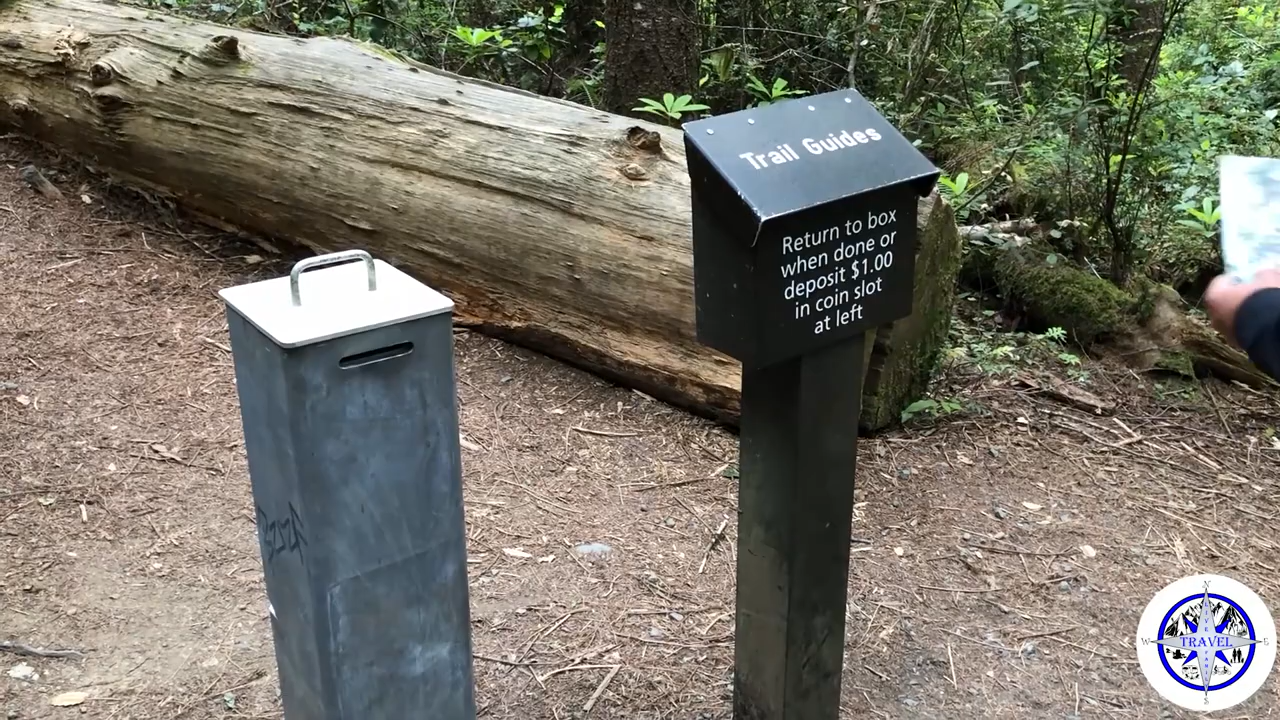 Trail Guides
Return to box
when done or
deposit $1.00
in coin slot
at left
N
W
TRAVEL
E
S